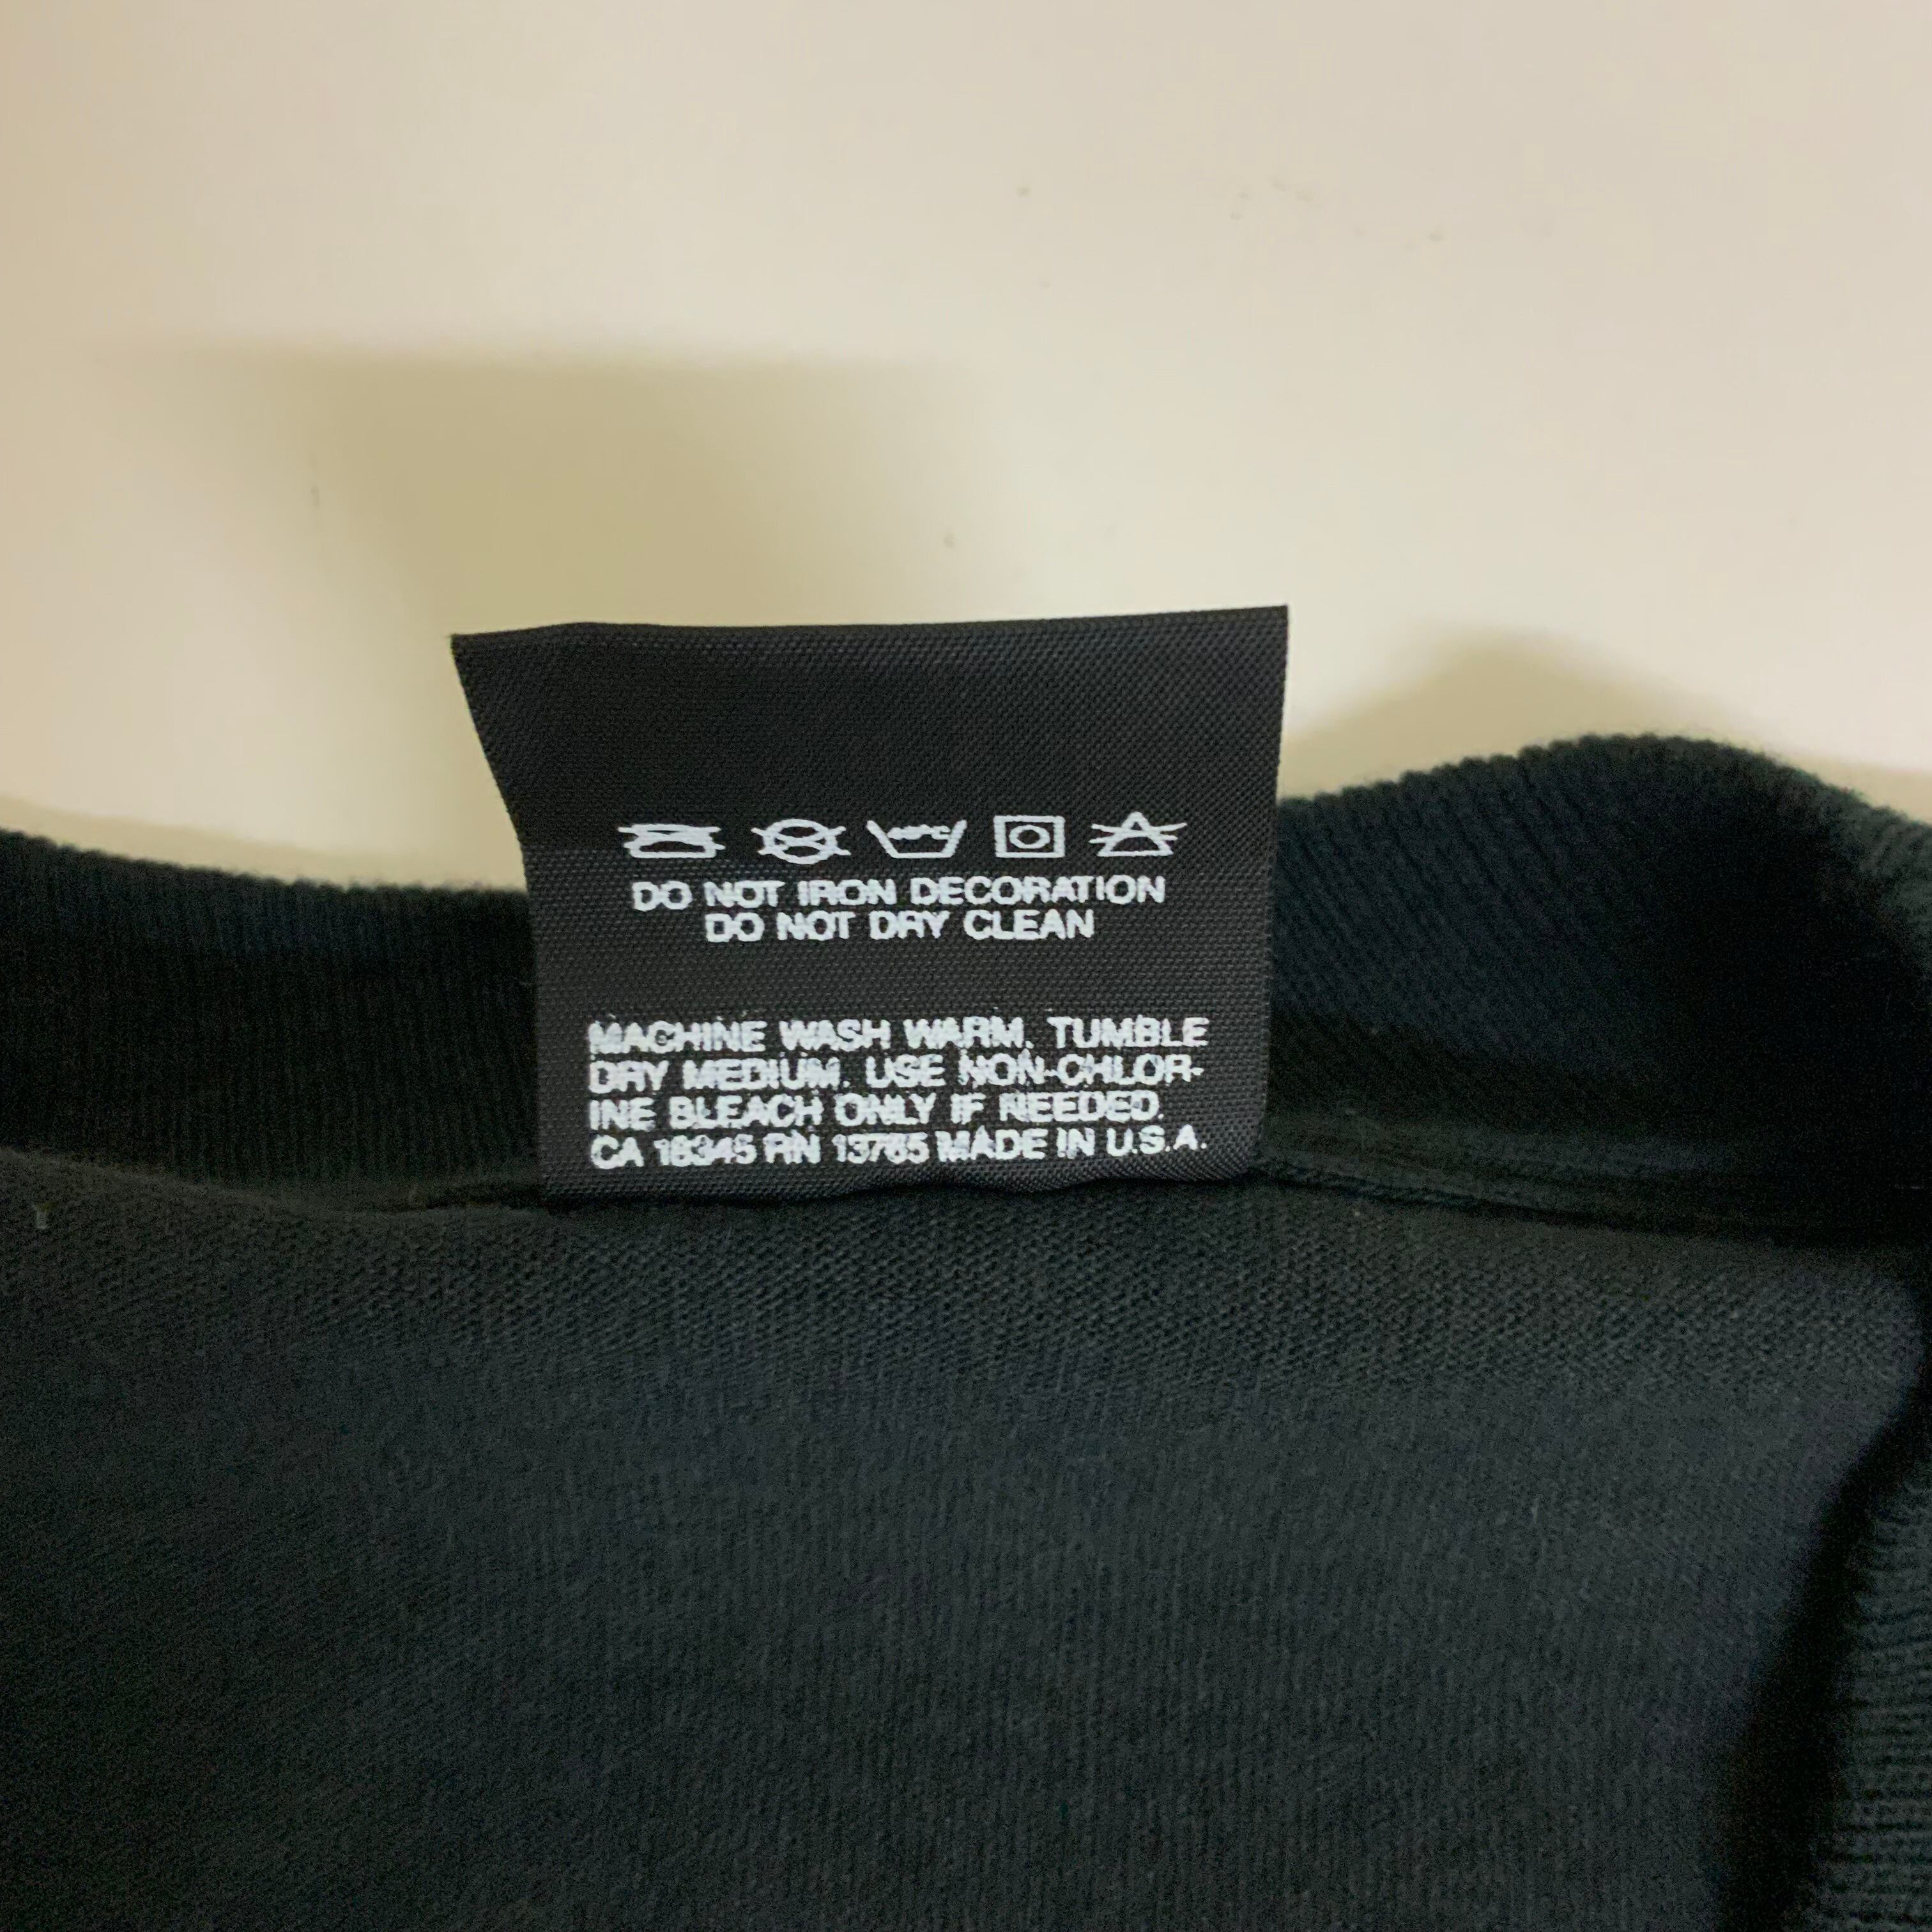 DO NOT IRON DECORATION
DO NOT DRY CLEAN
MACHINE WASH WARM. TUMBLE
DRY MEDIUM. USE NON-CHLOR-
INE BLEACH ONLY IF NEEDED.
CA 18345 RN 13765 MADE IN U.S.A.